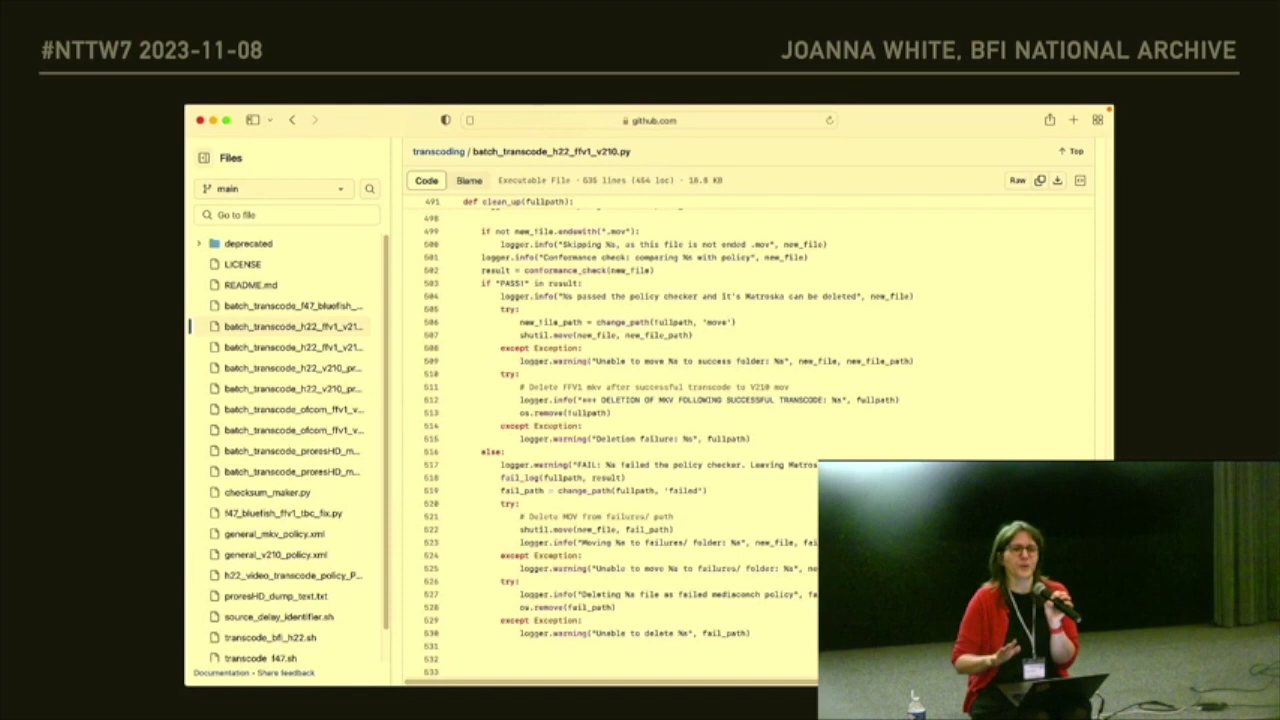 #NTTW7 2023-11-08
JOANNA WHITE, BFI NATIONAL ARCHIVE
github.com
Files
main
Go to file
deprecated
LICENSE
README.md
batch_transcode_f47_bluefish_...
batch_transcode_h22_ffv1_v21...
batch_transcode_h22_ffv1_v21...
batch_transcode_h22_v210_pr...
batch_transcode_h22_v210_pr...
batch_transcode_ofcom_ffv1_v...
batch_transcode_ofcom_ffv1_v...
batch_transcode_proresHD_m...
batch_transcode_proresHD_m...
checksum_maker.py
f47_bluefish_ffv1_tbc_fix.py
general_mkv_policy.xml
general_v210_policy.xml
h22_video_transcode_policy_P...
proresHD_dump_text.txt
source_delay_identifier.sh
transcode_bfi_h22.sh
transcode_f47.sh
Documentation • Share feedback
transcoding / batch_transcode_h22_ffv1_v210.py
Top
Code Blame Executable File · 635 lines (464 loc) · 18.8 KB
Raw
491 def clean_up(fullpath):
498
499 if not new_file.endswith(".mov"):
500 logger.info("Skipping %s, as this file is not ended .mov", new_file)
501 logger.info("Conformance check: comparing %s with policy", new_file)
502 result = conformance_check(new_file)
503 if "PASS!" in result:
504 logger.info("%s passed the policy checker and it's Matroska can be deleted", new_file)
505 try:
506 new_file_path = change_path(fullpath, 'move')
507 shutil.move(new_file, new_file_path)
508 except Exception:
509 logger.warning("Unable to move %s to success folder: %s", new_file, new_file_path)
510 try:
511 # Delete FFV1 mkv after successful transcode to V210 mov
512 logger.info("*** DELETION OF MKV FOLLOWING SUCCESSFUL TRANSCODE: %s", fullpath)
513 os.remove(fullpath)
514 except Exception:
515 logger.warning("Deletion failure: %s", fullpath)
516 else:
517 logger.warning("FAIL: %s failed the policy checker. Leaving Matros
518 fail_log(fullpath, result)
519 fail_path = change_path(fullpath, 'failed')
520 try:
521 # Delete MOV from failures/ path
522 shutil.move(new_file, fail_path)
523 logger.info("Moving %s to failures/ folder: %s", new_file, fai
524 except Exception:
525 logger.warning("Unable to move %s to failures/ folder: %s", ne
526 try:
527 logger.info("Deleting %s file as failed mediaconch policy", fa
528 os.remove(fail_path)
529 except Exception:
530 logger.warning("Unable to delete %s", fail_path)
531
532
533